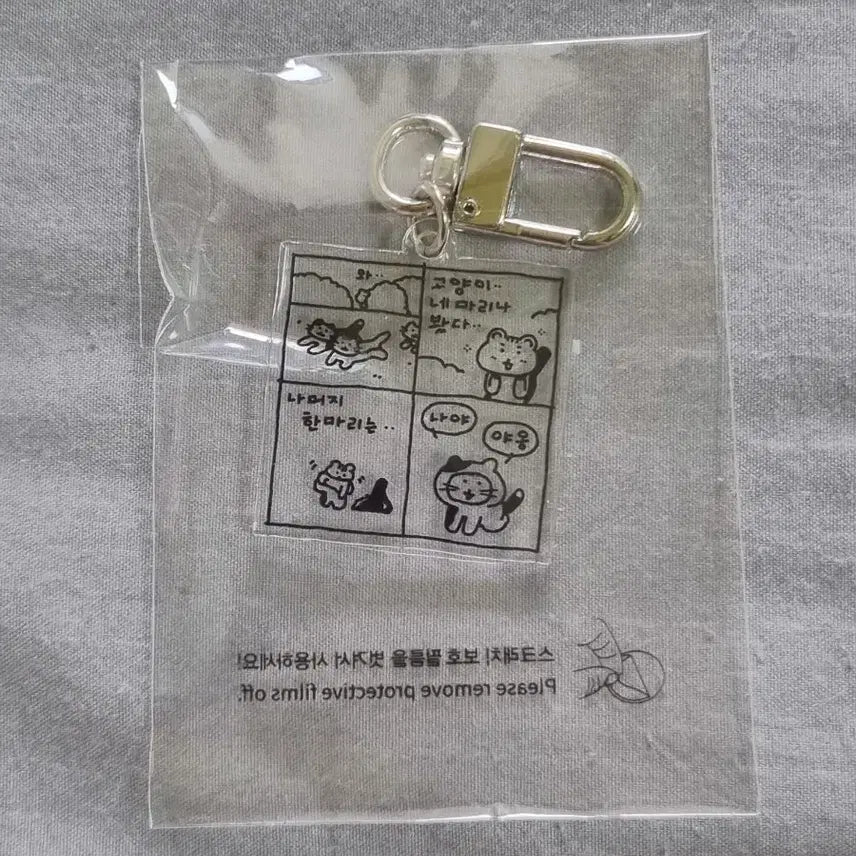 와..
고양이..
네 마리나
봤다..
나머지
한마리는..
나야
야옹
스크래치 보호 필름을 벗겨서 사용하세요!
Please remove protective films off.